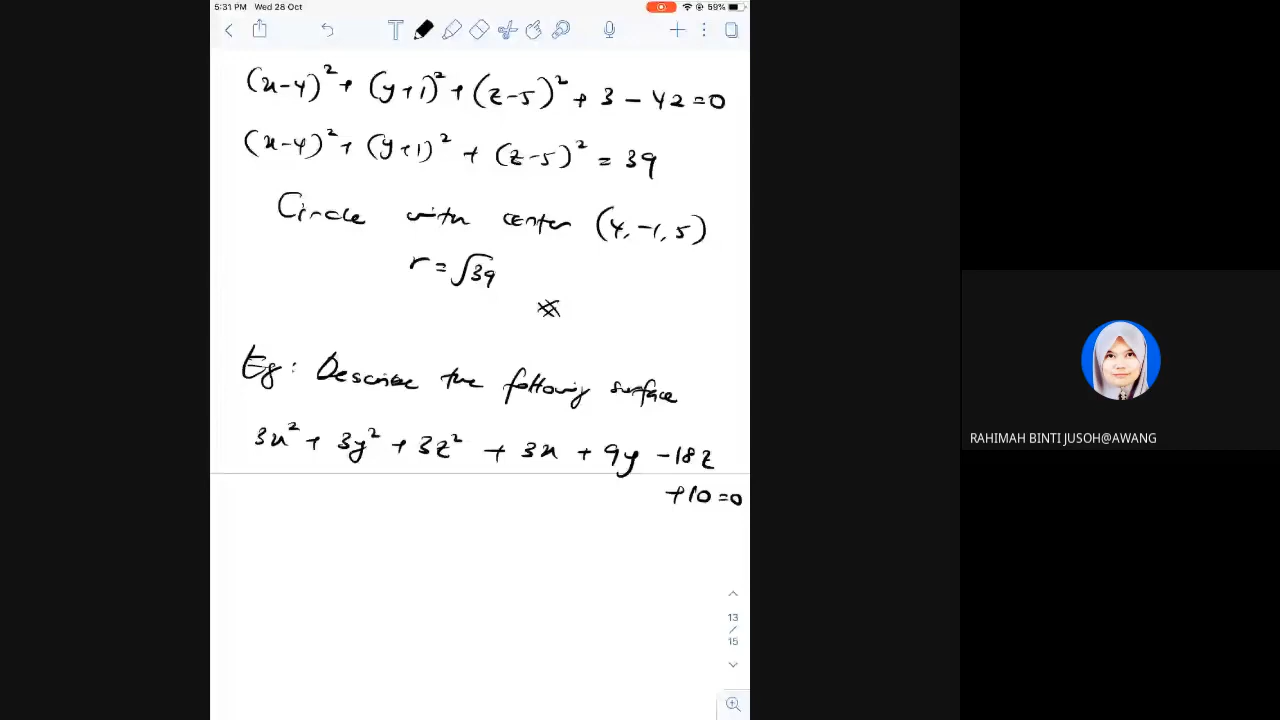 5:31 PM Wed 28 Oct
59%
(x-4)² + (y+1)² + (z-5)² + 3 - 42 = 0
(x-4)² + (y+1)² + (z-5)² = 39
Circle with center (4, -1, 5)
r = √39
Eg: Describe the following surface
3x² + 3y² + 3z² + 3x + 9y - 18z
+10 = 0
13
/
15
RAHIMAH BINTI JUSOH@AWANG